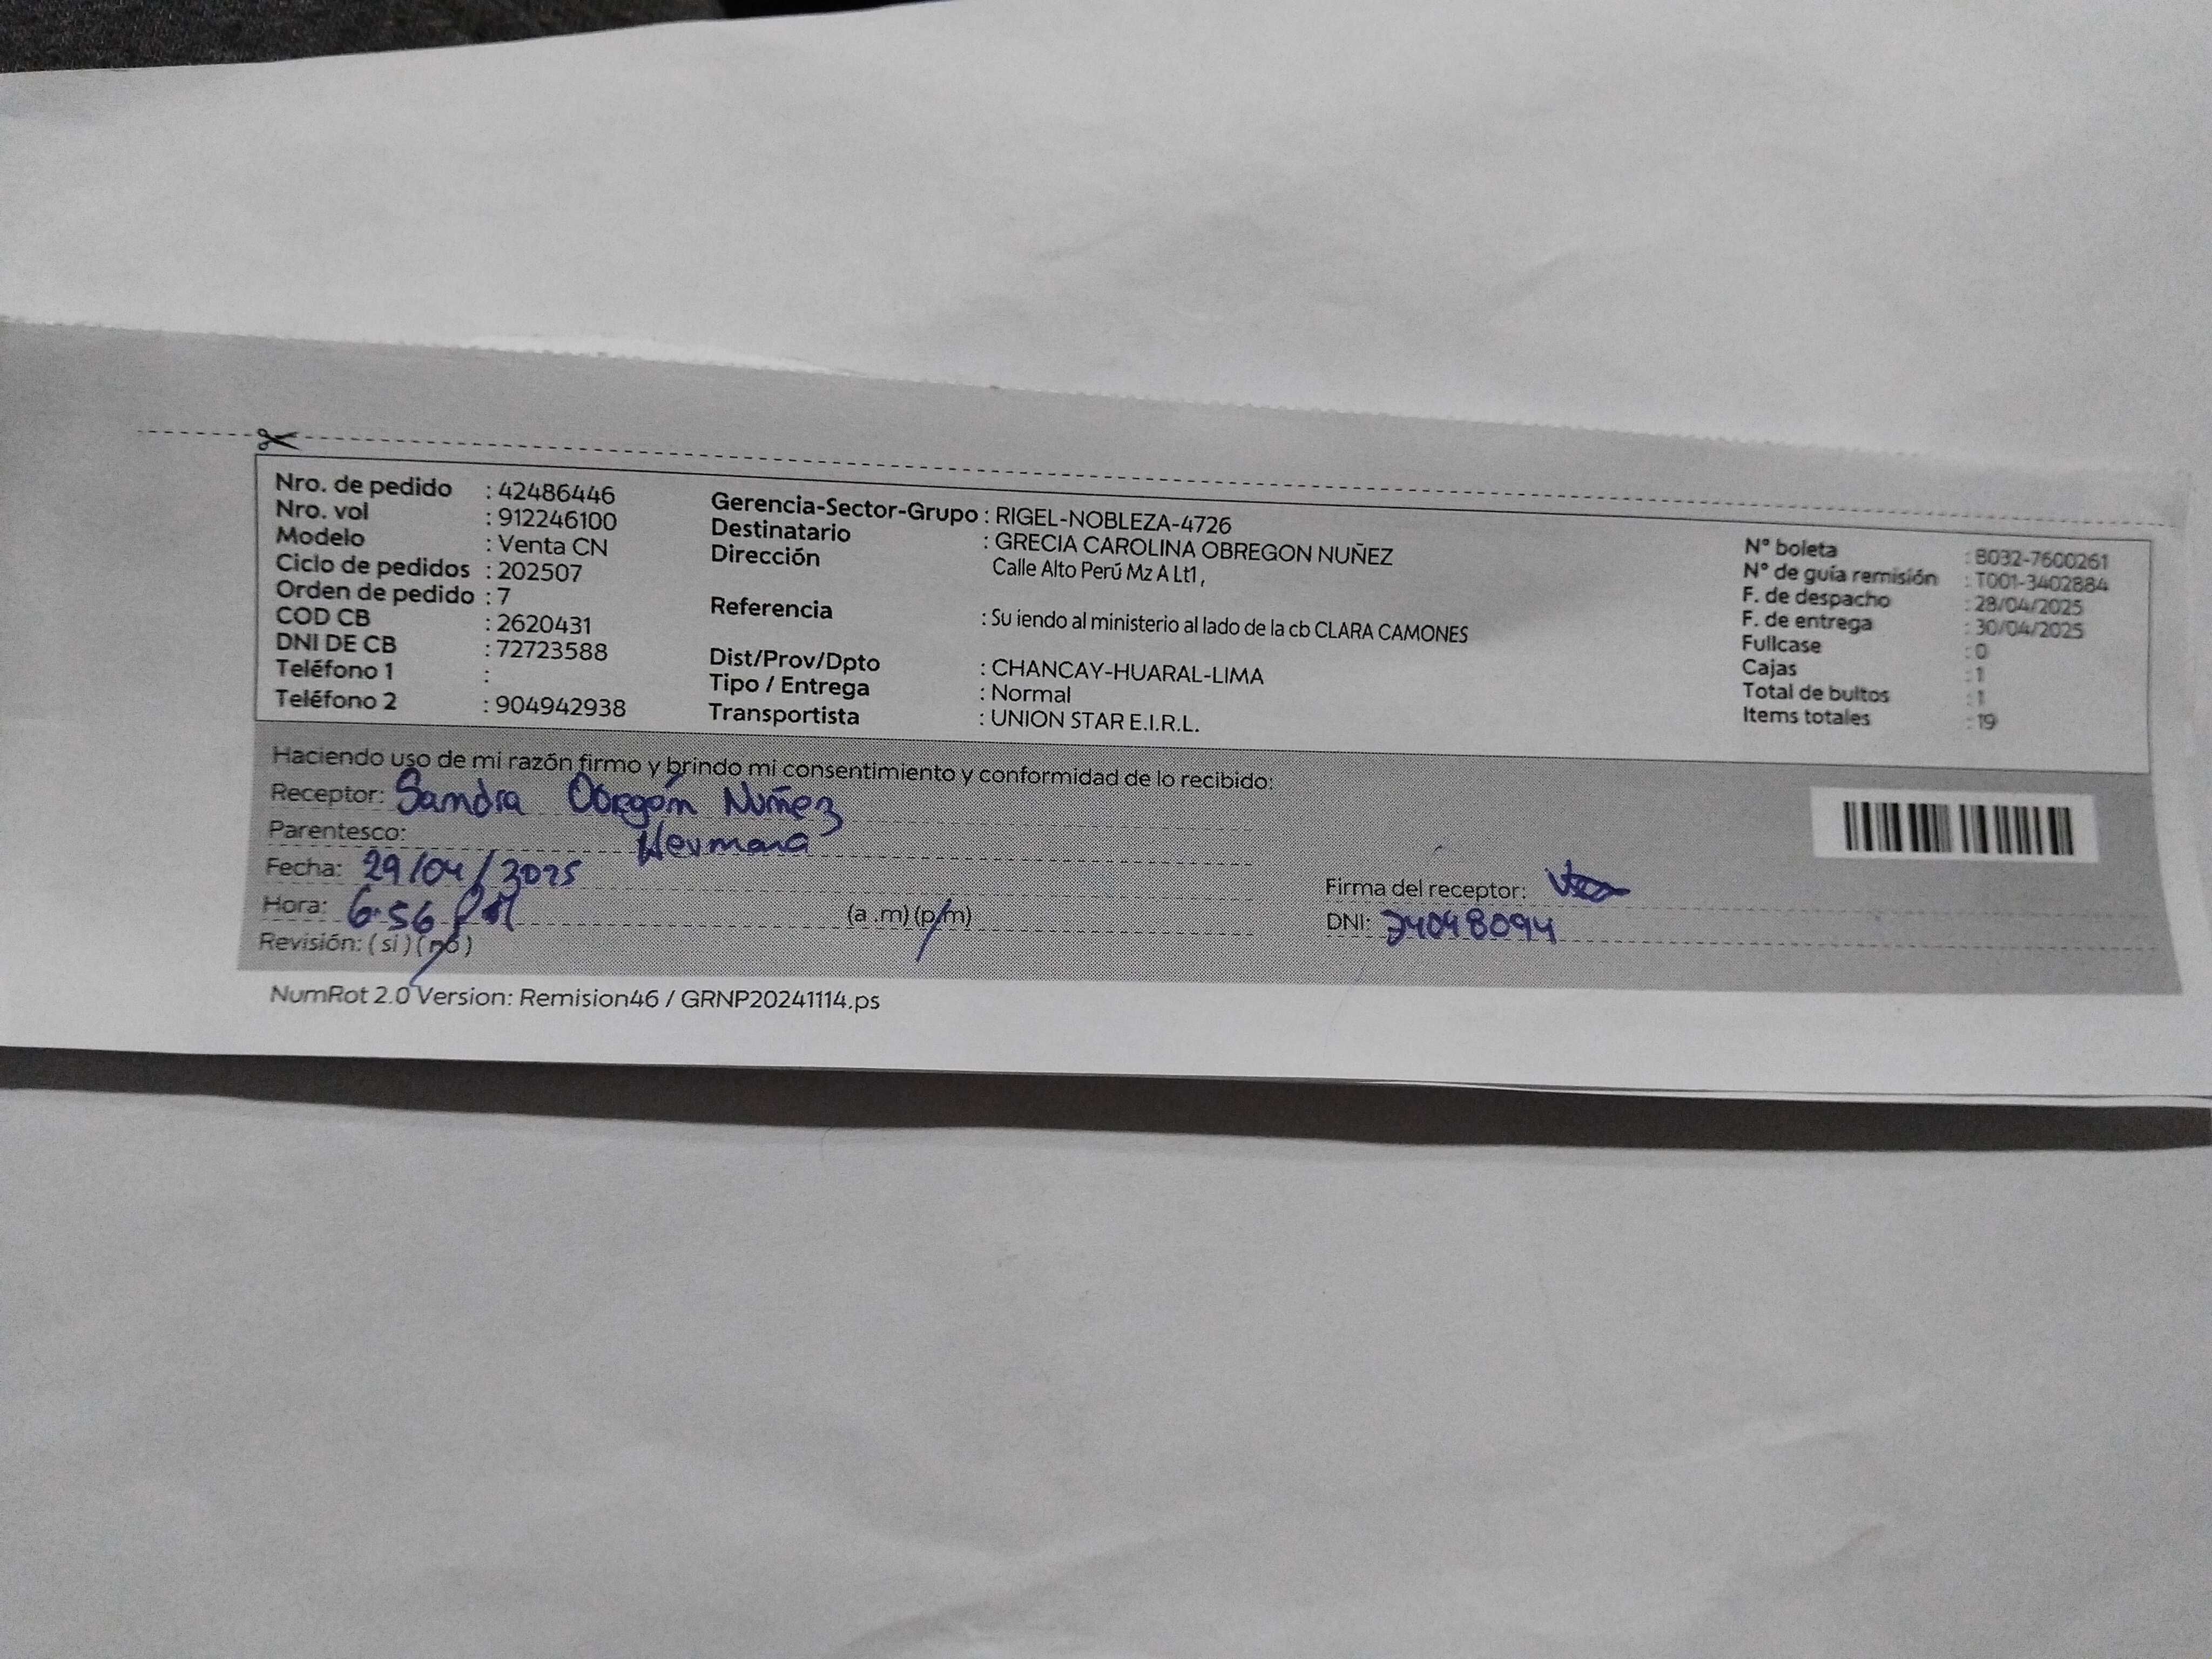 Nro. de pedido : 42486446
Nro. vol : 912246100
Modelo : Venta CN
Ciclo de pedidos : 202507
Orden de pedido : 7
COD CB : 2620431
DNI DE CB : 72723588
Teléfono 1 :
Teléfono 2 : 904942938
Gerencia-Sector-Grupo : RIGEL-NOBLEZA-4726
Destinatario : GRECIA CAROLINA OBREGON NUÑEZ
Dirección Calle Alto Perú Mz A Lt1 ,
Referencia : Su iendo al ministerio al lado de la cb CLARA CAMONES
Dist/Prov/Dpto : CHANCAY-HUARAL-LIMA
Tipo / Entrega : Normal
Transportista : UNION STAR E.I.R.L.
N° boleta : B032-7600261
N° de guía remisión : T001-3402884
F. de despacho : 28/04/2025
F. de entrega : 30/04/2025
Fullcase : 0
Cajas : 1
Total de bultos : 1
Items totales : 19
Haciendo uso de mi razón firmo y brindo mi consentimiento y conformidad de lo recibido:
Receptor: Sandra Obregón Nuñez
Parentesco: Hermana
Fecha: 29/04/2025
Hora: 6:56 PM (a .m) (p/m)
Revisión: ( si ) ( no )
Firma del receptor:
DNI: 74048094
NumRot 2.0 Version: Remision46 / GRNP20241114.ps